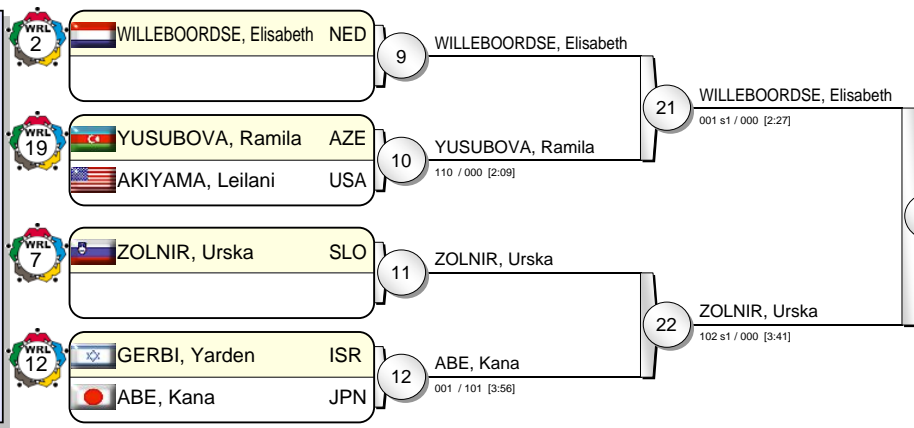 WRL
2
WILLEBOORDSE, Elisabeth NED
9
WILLEBOORDSE, Elisabeth
21
WILLEBOORDSE, Elisabeth
001 s1 / 000 [2:27]
WRL
19
YUSUBOVA, Ramila AZE
AKIYAMA, Leilani USA
10
YUSUBOVA, Ramila
110 / 000 [2:09]
WRL
7
ZOLNIR, Urska SLO
11
ZOLNIR, Urska
22
ZOLNIR, Urska
102 s1 / 000 [3:41]
WRL
12
GERBI, Yarden ISR
ABE, Kana JPN
12
ABE, Kana
001 / 101 [3:56]